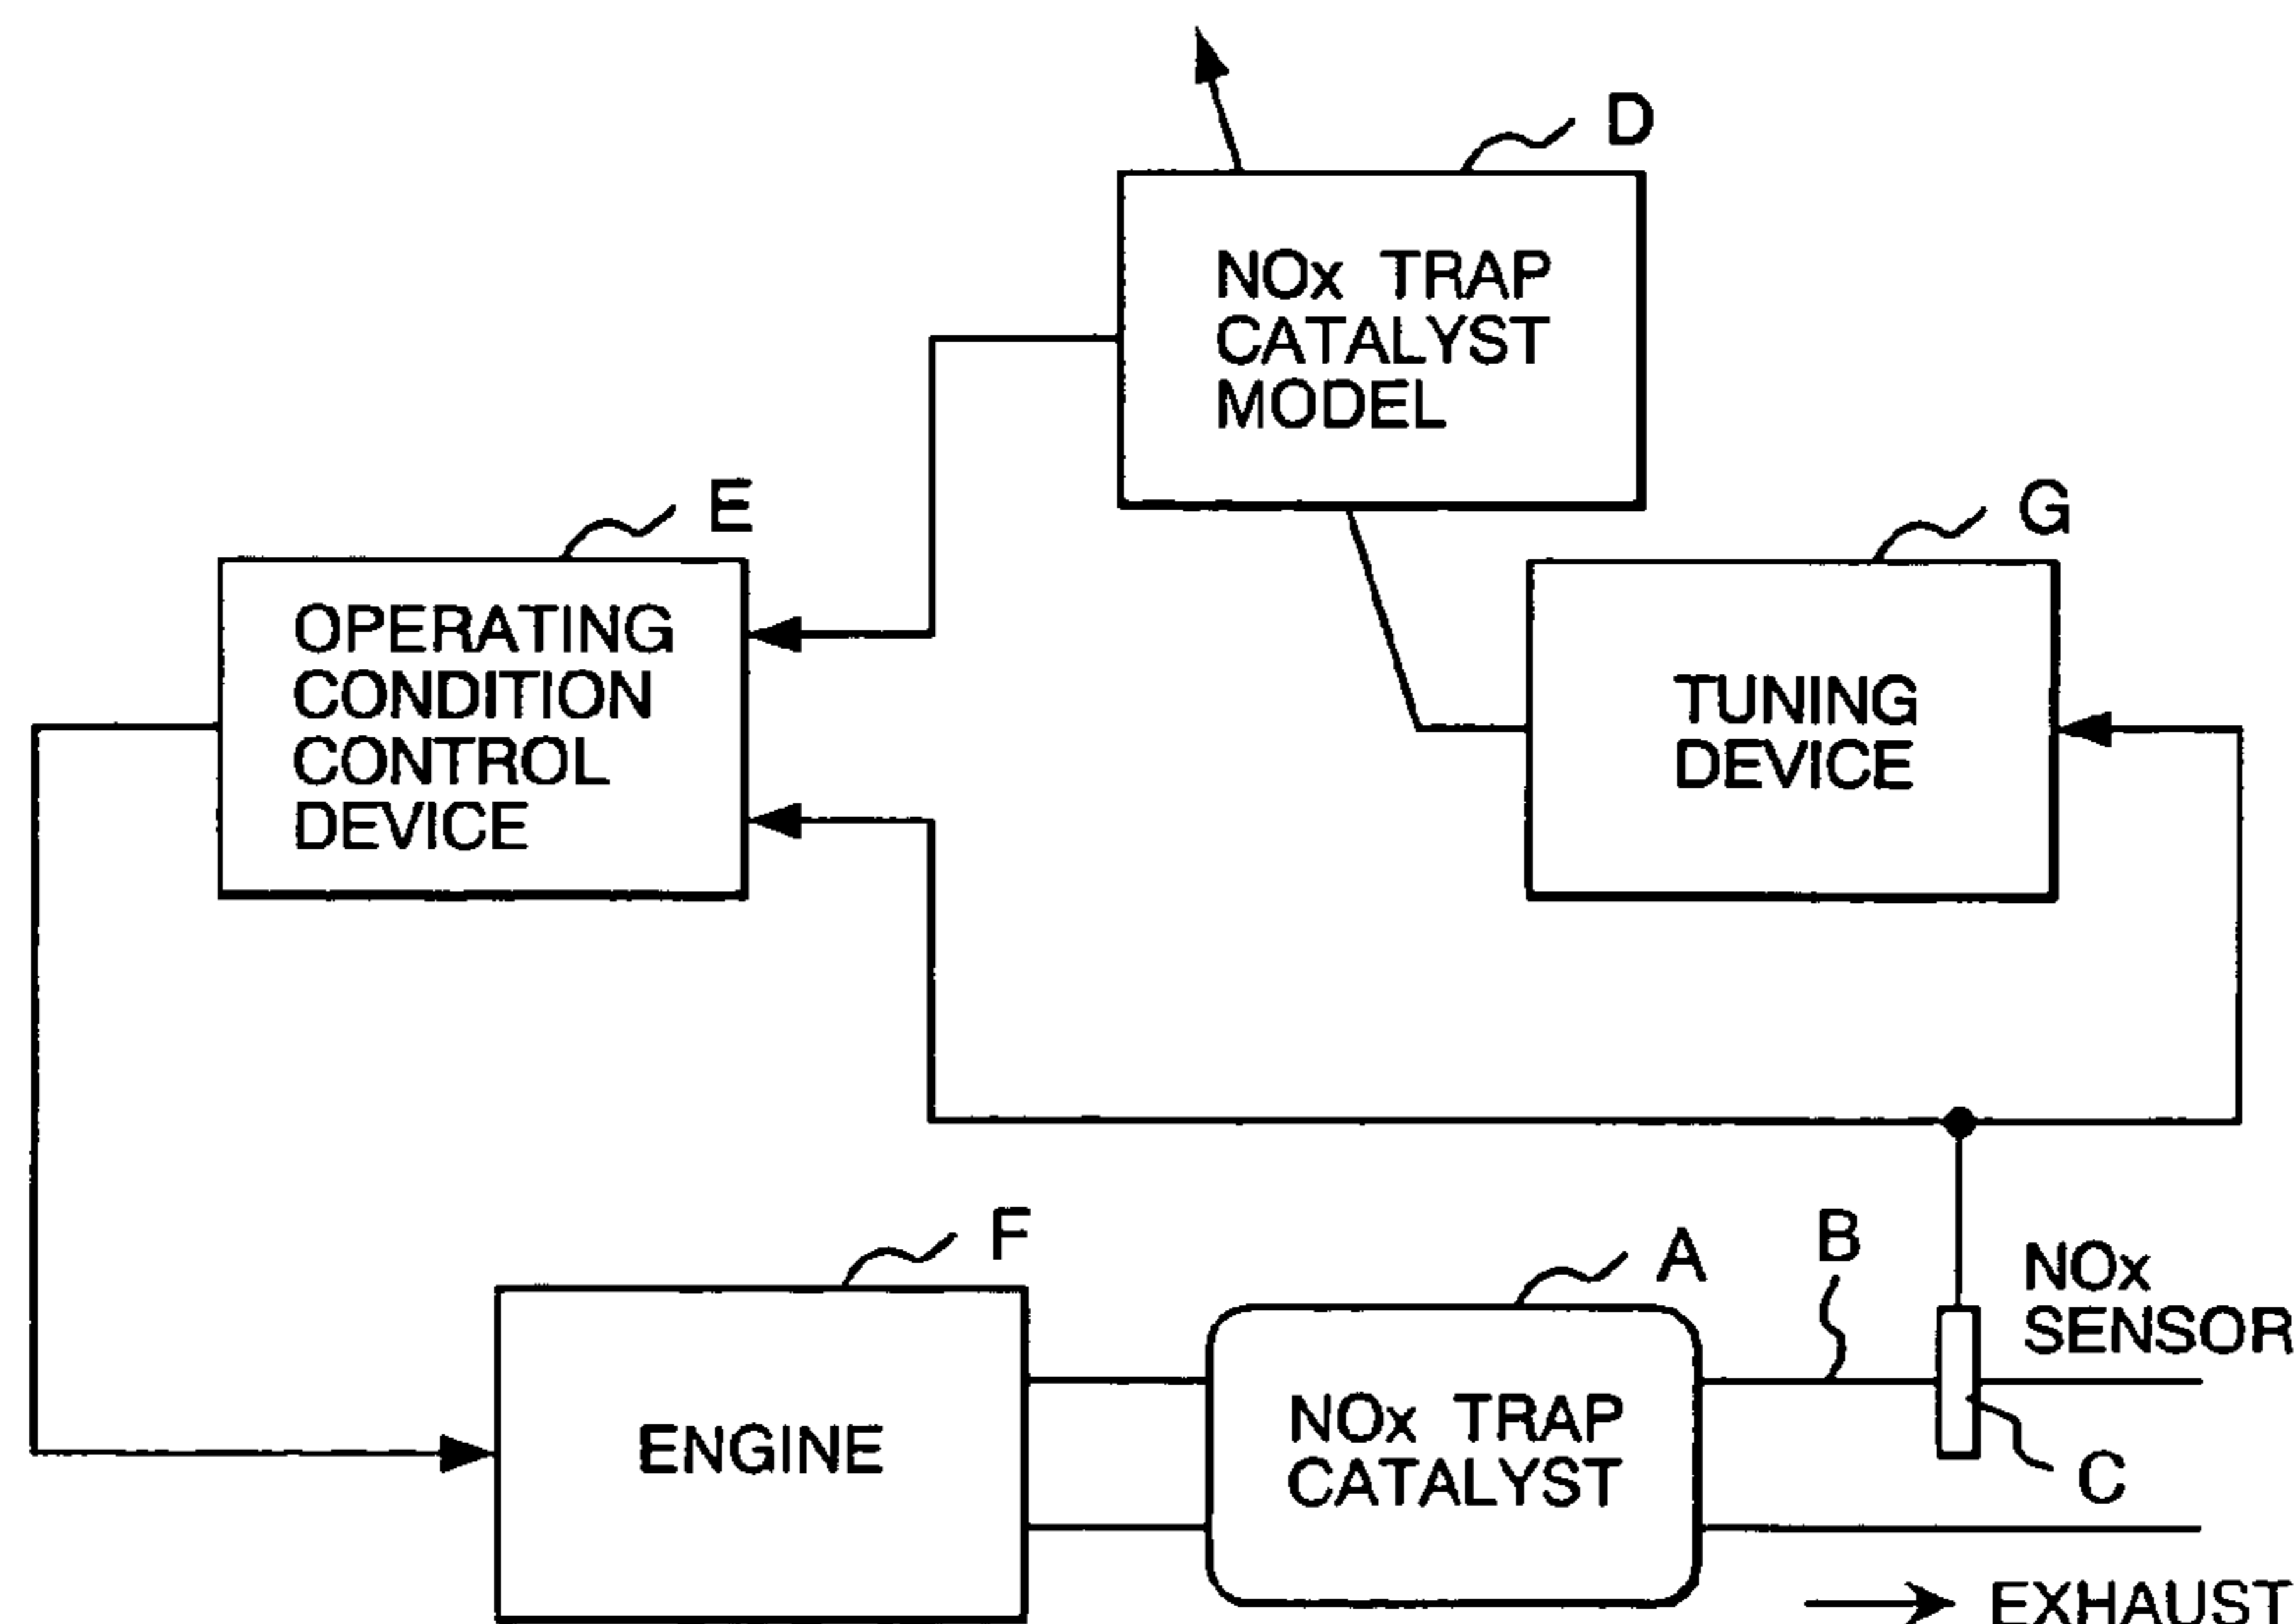 D
NOx TRAP
CATALYST
MODEL
E
G
OPERATING
CONDITION
CONTROL
DEVICE
TUNING
DEVICE
F
A
B
NOx
SENSOR
ENGINE
NOx TRAP
CATALYST
C
EXHAUST